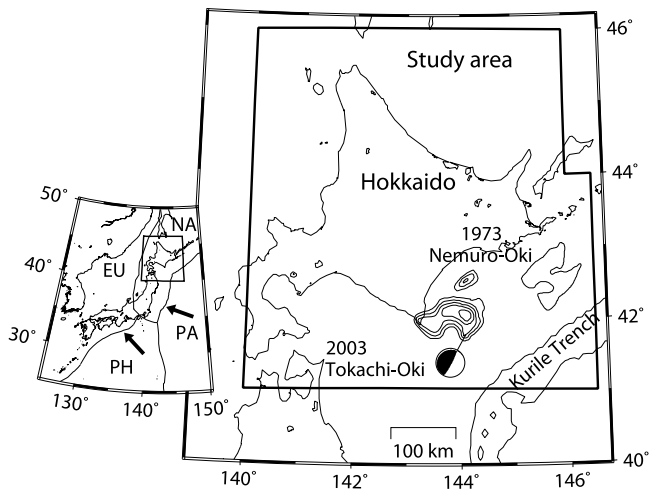 46°
Study area
44°
Hokkaido
50°
NA
1973
Nemuro-Oki
EU
40°
42°
Kurile Trench
30°
PA
2003
Tokachi-Oki
PH
130°
140°
150°
100 km
40°
140°
142°
144°
146°